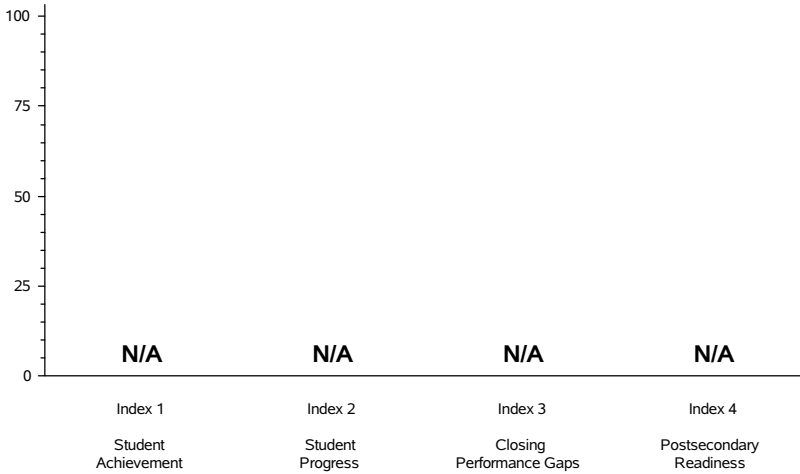 100
75
50
25
0
N/A N/A N/A N/A
Index 1 Index 2 Index 3 Index 4
Student Student Closing Postsecondary
Achievement Progress Performance Gaps Readiness